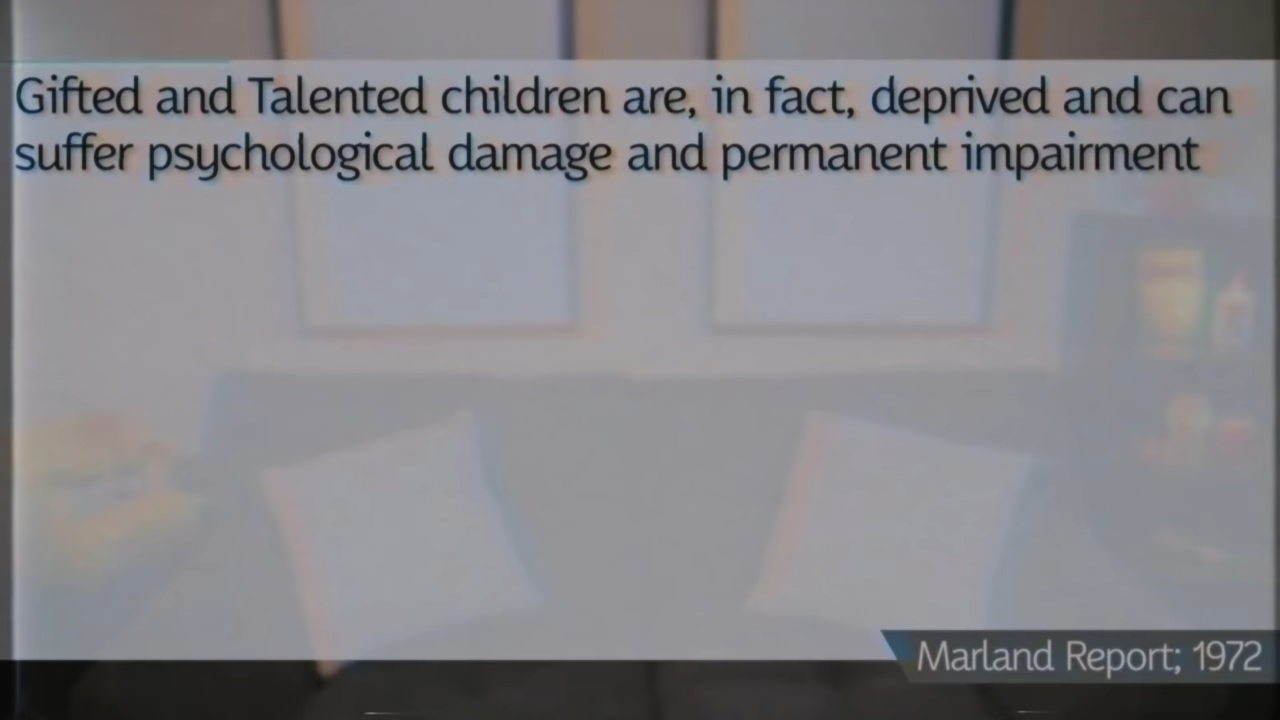 Gifted and Talented children are, in fact, deprived and can
suffer psychological damage and permanent impairment
Marland Report; 1972